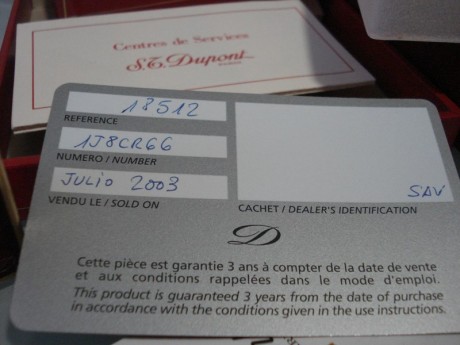 Centres de Services
S.T. Dupont
PARIS
18512
REFERENCE
1J8CR66
NUMERO / NUMBER
JULIO 2003
VENDU LE / SOLD ON
SAV
CACHET / DEALER'S IDENTIFICATION
D
Cette pièce est garantie 3 ans à compter de la date de vente
et aux conditions rappelées dans le mode d'emploi.
This product is guaranteed 3 years from the date of purchase
in accordance with the conditions given in the use instructions.